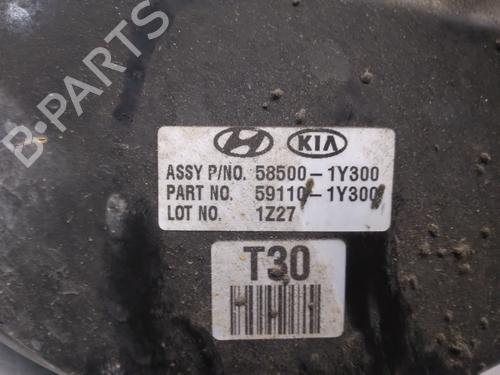 B-PARTS
KIA
ASSY P/NO. 58500-1Y300
PART NO. 59110-1Y300
LOT NO. 1Z27
T30